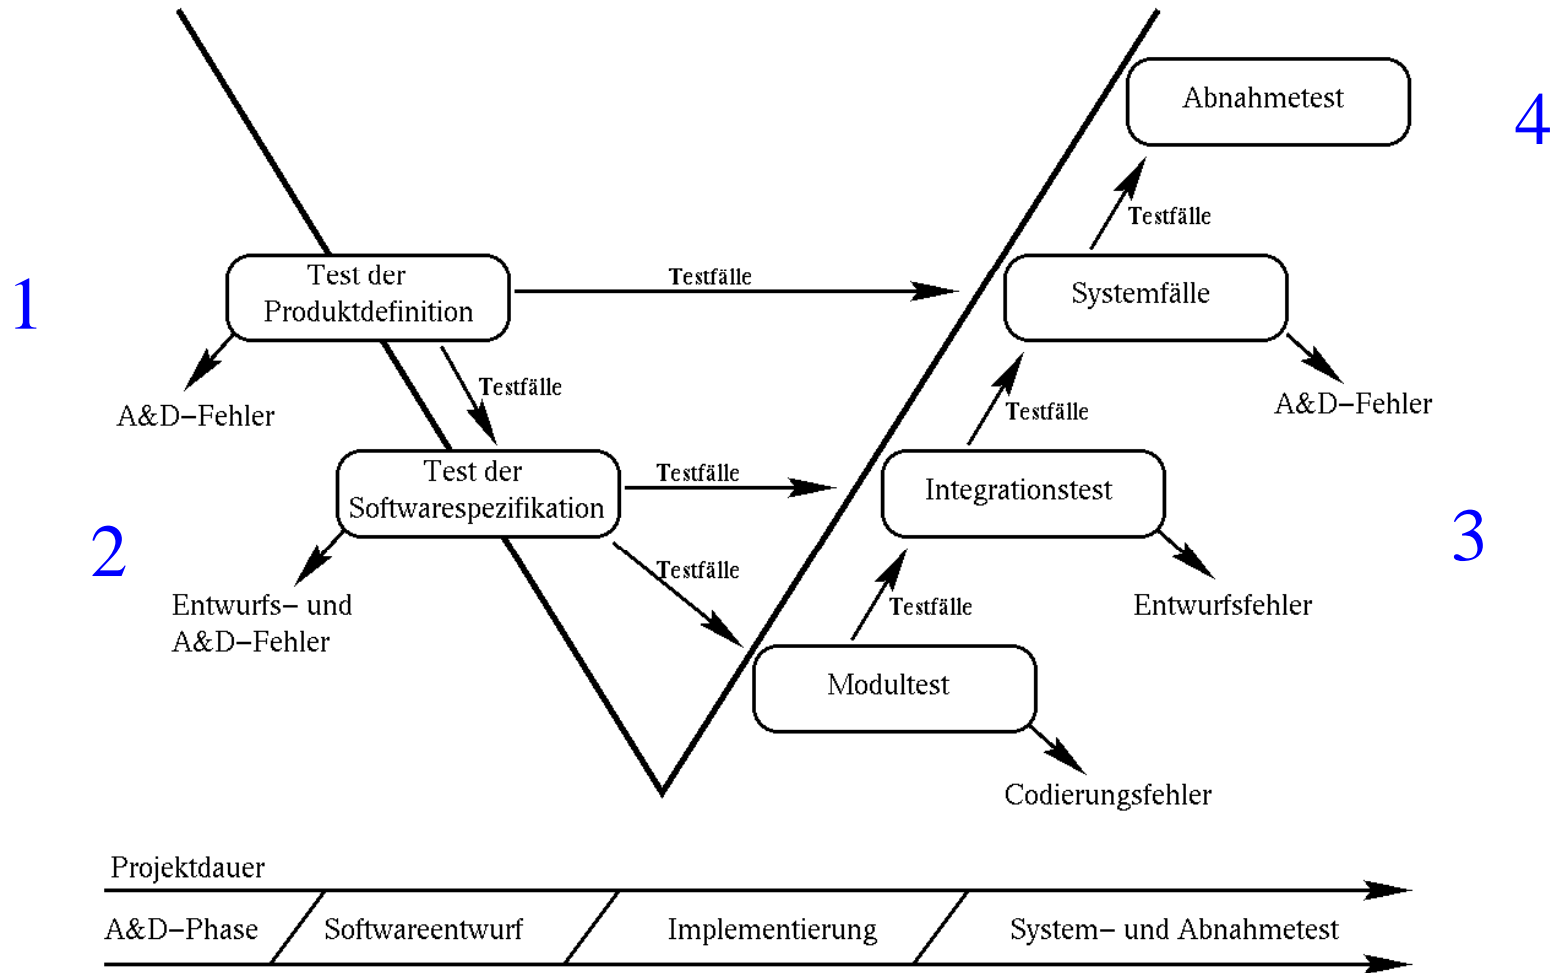 Abnahmetest
4
Testfälle
1
Test der
Produktdefinition
Testfälle
Systemfälle
A&D–Fehler
Testfälle
Testfälle
A&D–Fehler
2
Test der
Softwarespezifikation
Testfälle
Integrationstest
3
Entwurfs– und
A&D–Fehler
Testfälle
Testfälle
Entwurfsfehler
Modultest
Codierungsfehler
Projektdauer
A&D–Phase
Softwareentwurf
Implementierung
System– und Abnahmetest